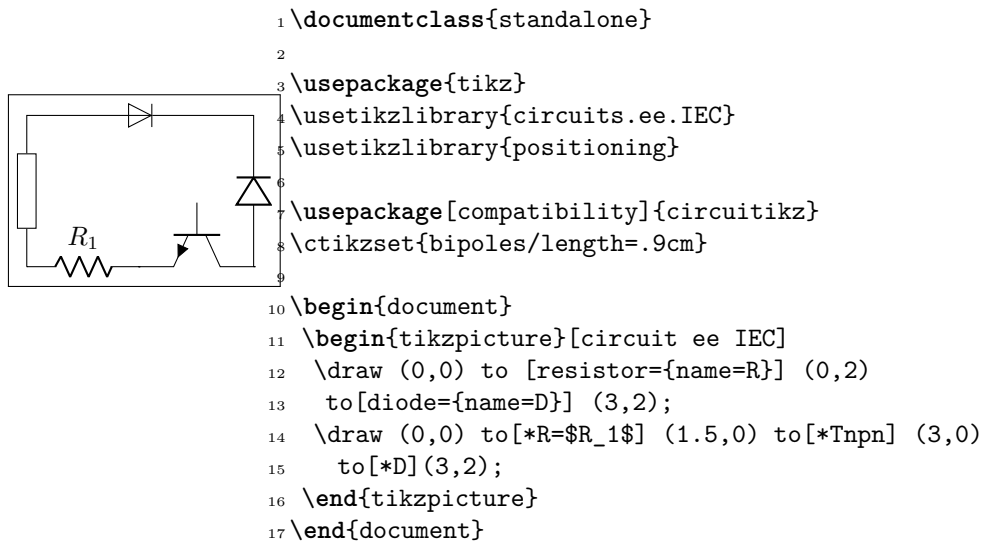 1 \documentclass{standalone}
2
3 \usepackage{tikz}
4 \usetikzlibrary{circuits.ee.IEC}
5 \usetikzlibrary{positioning}
6
7 \usepackage[compatibility]{circuitikz}
8 \ctikzset{bipoles/length=.9cm}
9
10 \begin{document}
11 \begin{tikzpicture}[circuit ee IEC]
12 \draw (0,0) to [resistor={name=R}] (0,2)
13 to[diode={name=D}] (3,2);
14 \draw (0,0) to[*R=$R_1$] (1.5,0) to[*Tnpn] (3,0)
15 to[*D](3,2);
16 \end{tikzpicture}
17 \end{document}
R₁